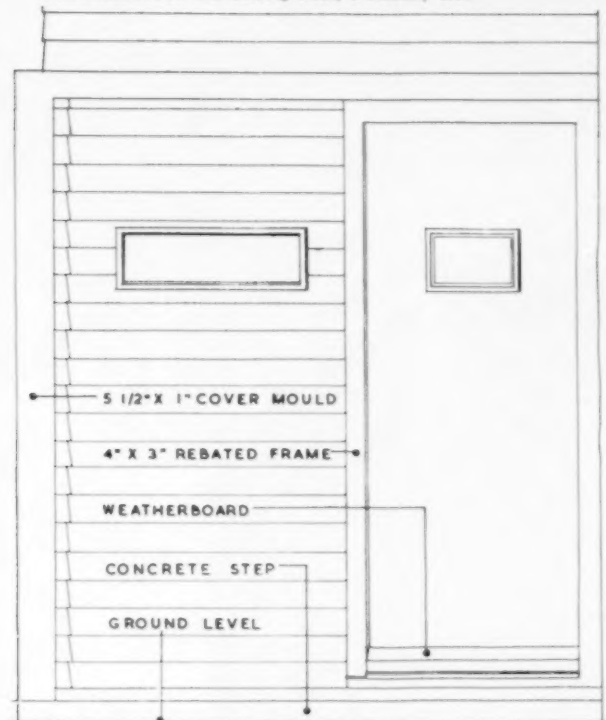 5 1/2" X 1" COVER MOULD
4" X 3" REBATED FRAME
WEATHERBOARD
CONCRETE STEP
GROUND LEVEL